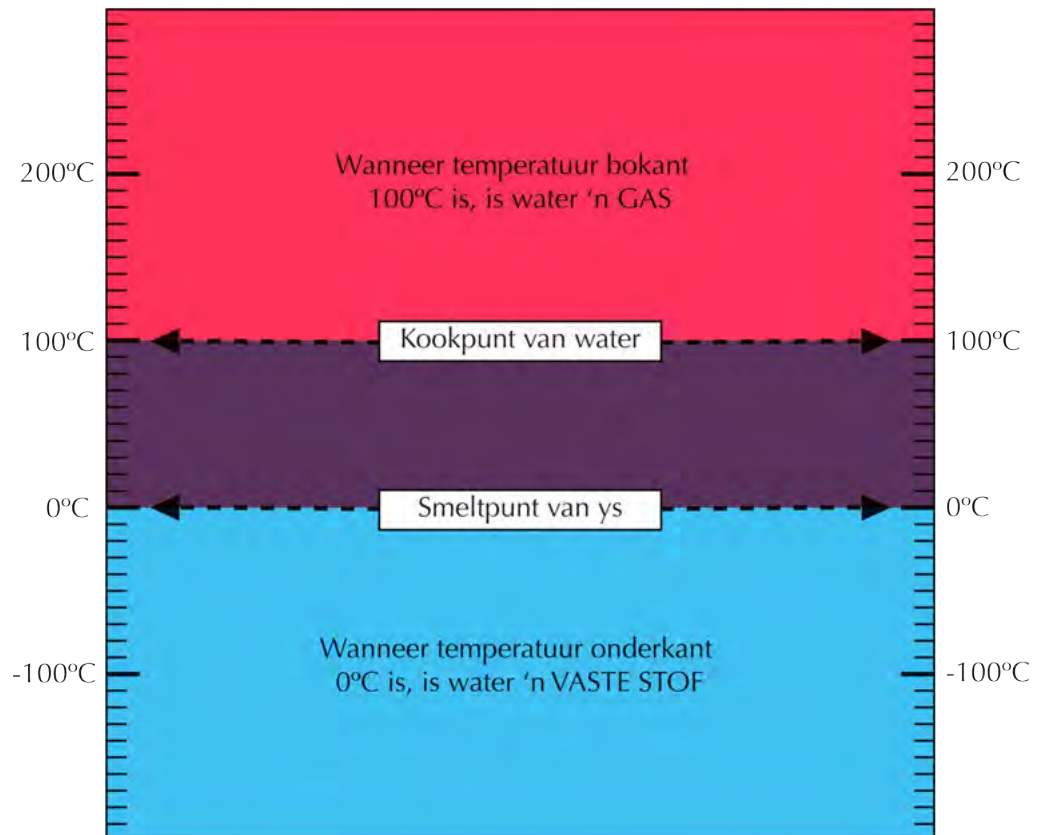 Wanneer temperatuur bokant
100ºC is, is water ‘n GAS
200ºC
200ºC
100ºC
Kookpunt van water
100ºC
0ºC
Smeltpunt van ys
0ºC
Wanneer temperatuur onderkant
0ºC is, is water ‘n VASTE STOF
-100ºC
-100ºC